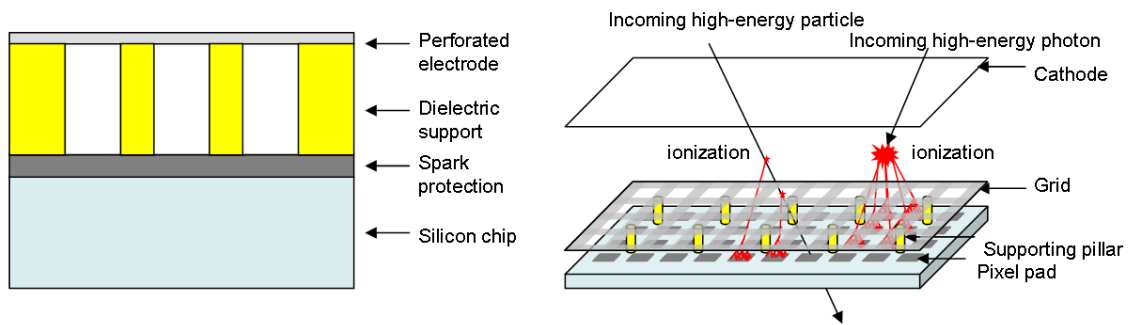 Perforated
electrode
Dielectric
support
Spark
protection
Silicon chip
Incoming high-energy particle
Incoming high-energy photon
Cathode
ionization
ionization
Grid
Supporting pillar
Pixel pad